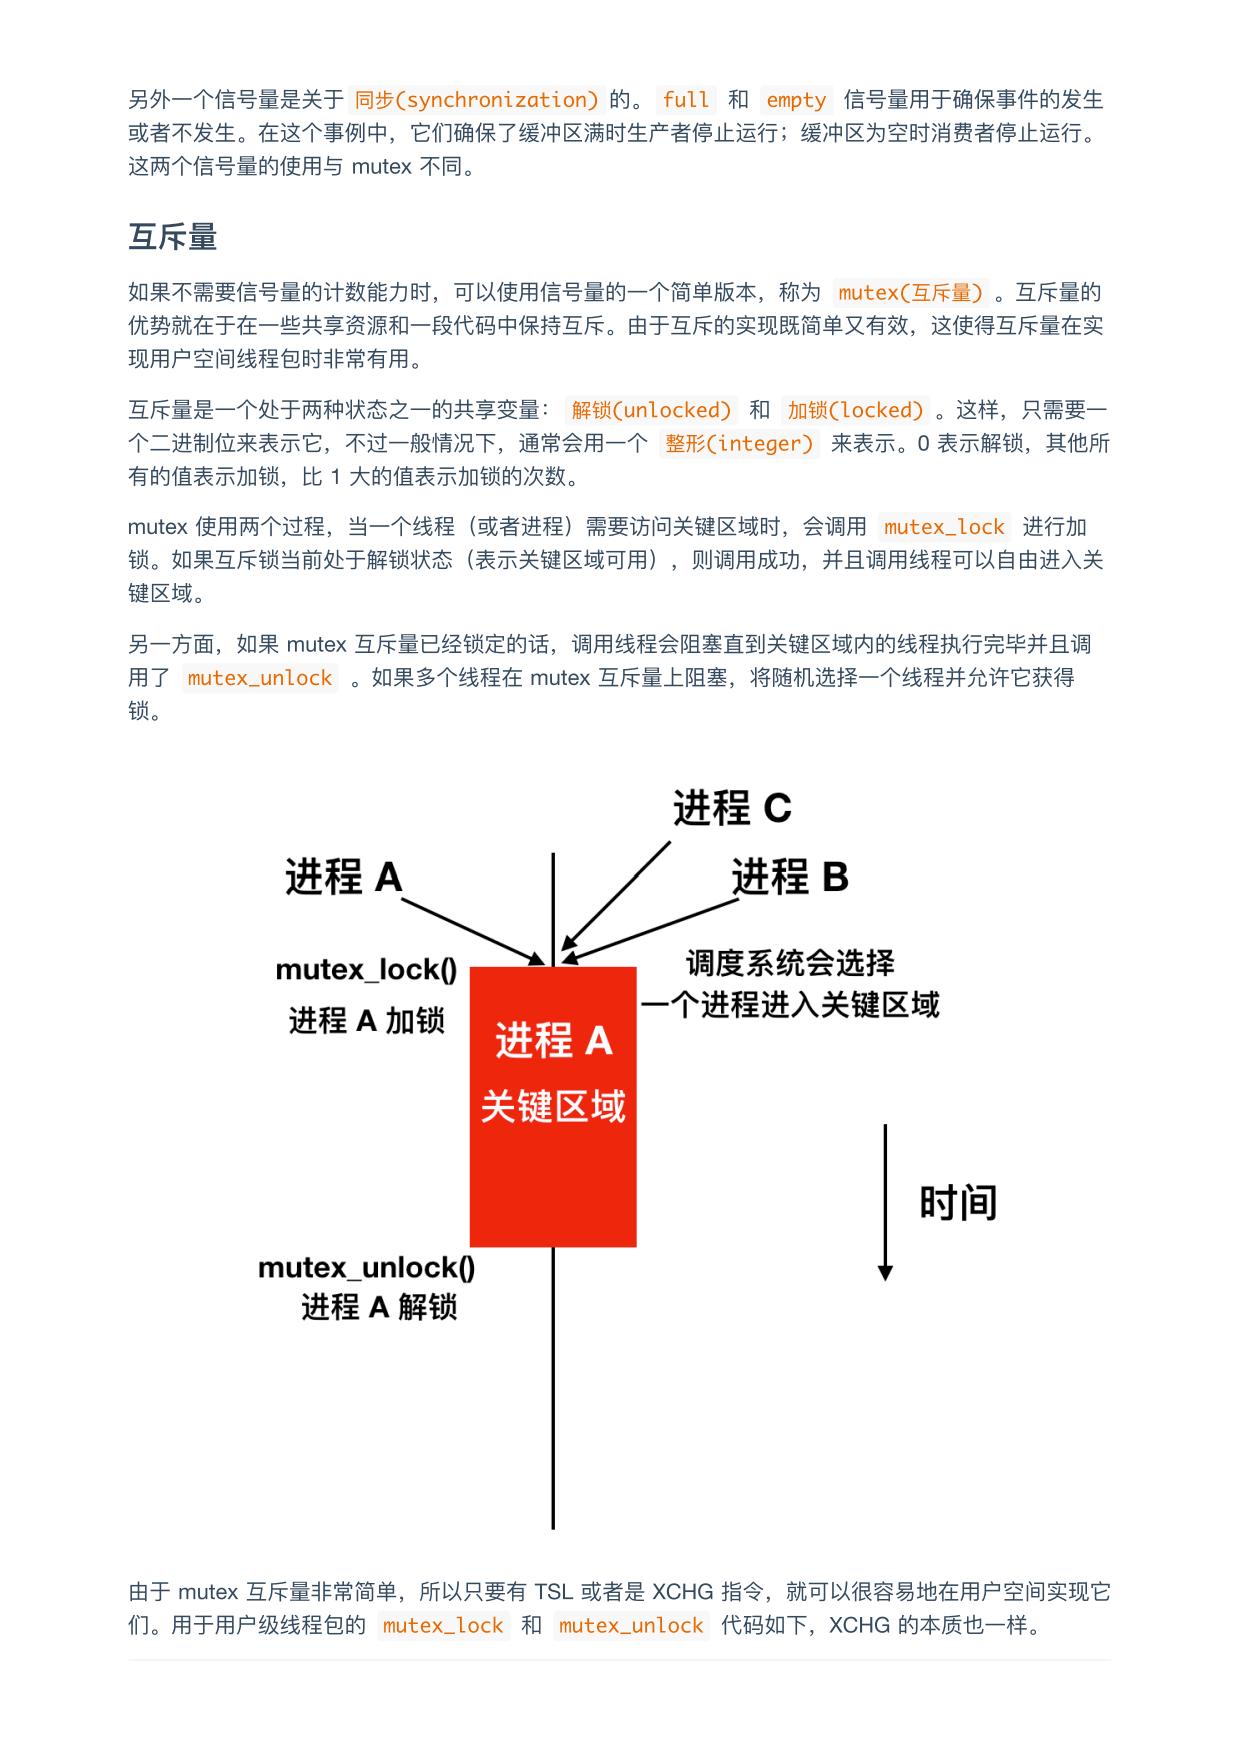 另外一个信号量是关于 同步(synchronization) 的。 full 和 empty 信号量用于确保事件的发生
或者不发生。在这个事例中，它们确保了缓冲区满时生产者停止运行；缓冲区为空时消费者停止运行。
这两个信号量的使用与 mutex 不同。
互斥量
如果不需要信号量的计数能力时，可以使用信号量的一个简单版本，称为 mutex(互斥量) 。互斥量的
优势就在于在一些共享资源和一段代码中保持互斥。由于互斥的实现既简单又有效，这使得互斥量在实
现用户空间线程包时非常有用。
互斥量是一个处于两种状态之一的共享变量： 解锁(unlocked) 和 加锁(locked) 。这样，只需要一
个二进制位来表示它，不过一般情况下，通常会用一个 整形(integer) 来表示。0 表示解锁，其他所
有的值表示加锁，比 1 大的值表示加锁的次数。
mutex 使用两个过程，当一个线程（或者进程）需要访问关键区域时，会调用 mutex_lock 进行加
锁。如果互斥锁当前处于解锁状态（表示关键区域可用），则调用成功，并且调用线程可以自由进入关
键区域。
另一方面，如果 mutex 互斥量已经锁定的话，调用线程会阻塞直到关键区域内的线程执行完毕并且调
用了 mutex_unlock 。如果多个线程在 mutex 互斥量上阻塞，将随机选择一个线程并允许它获得
锁。
进程 C
进程 A
进程 B
mutex_lock()
进程 A 加锁
调度系统会选择
一个进程进入关键区域
进程 A
关键区域
时间
mutex_unlock()
进程 A 解锁
由于 mutex 互斥量非常简单，所以只要有 TSL 或者是 XCHG 指令，就可以很容易地在用户空间实现它
们。用于用户级线程包的 mutex_lock 和 mutex_unlock 代码如下，XCHG 的本质也一样。